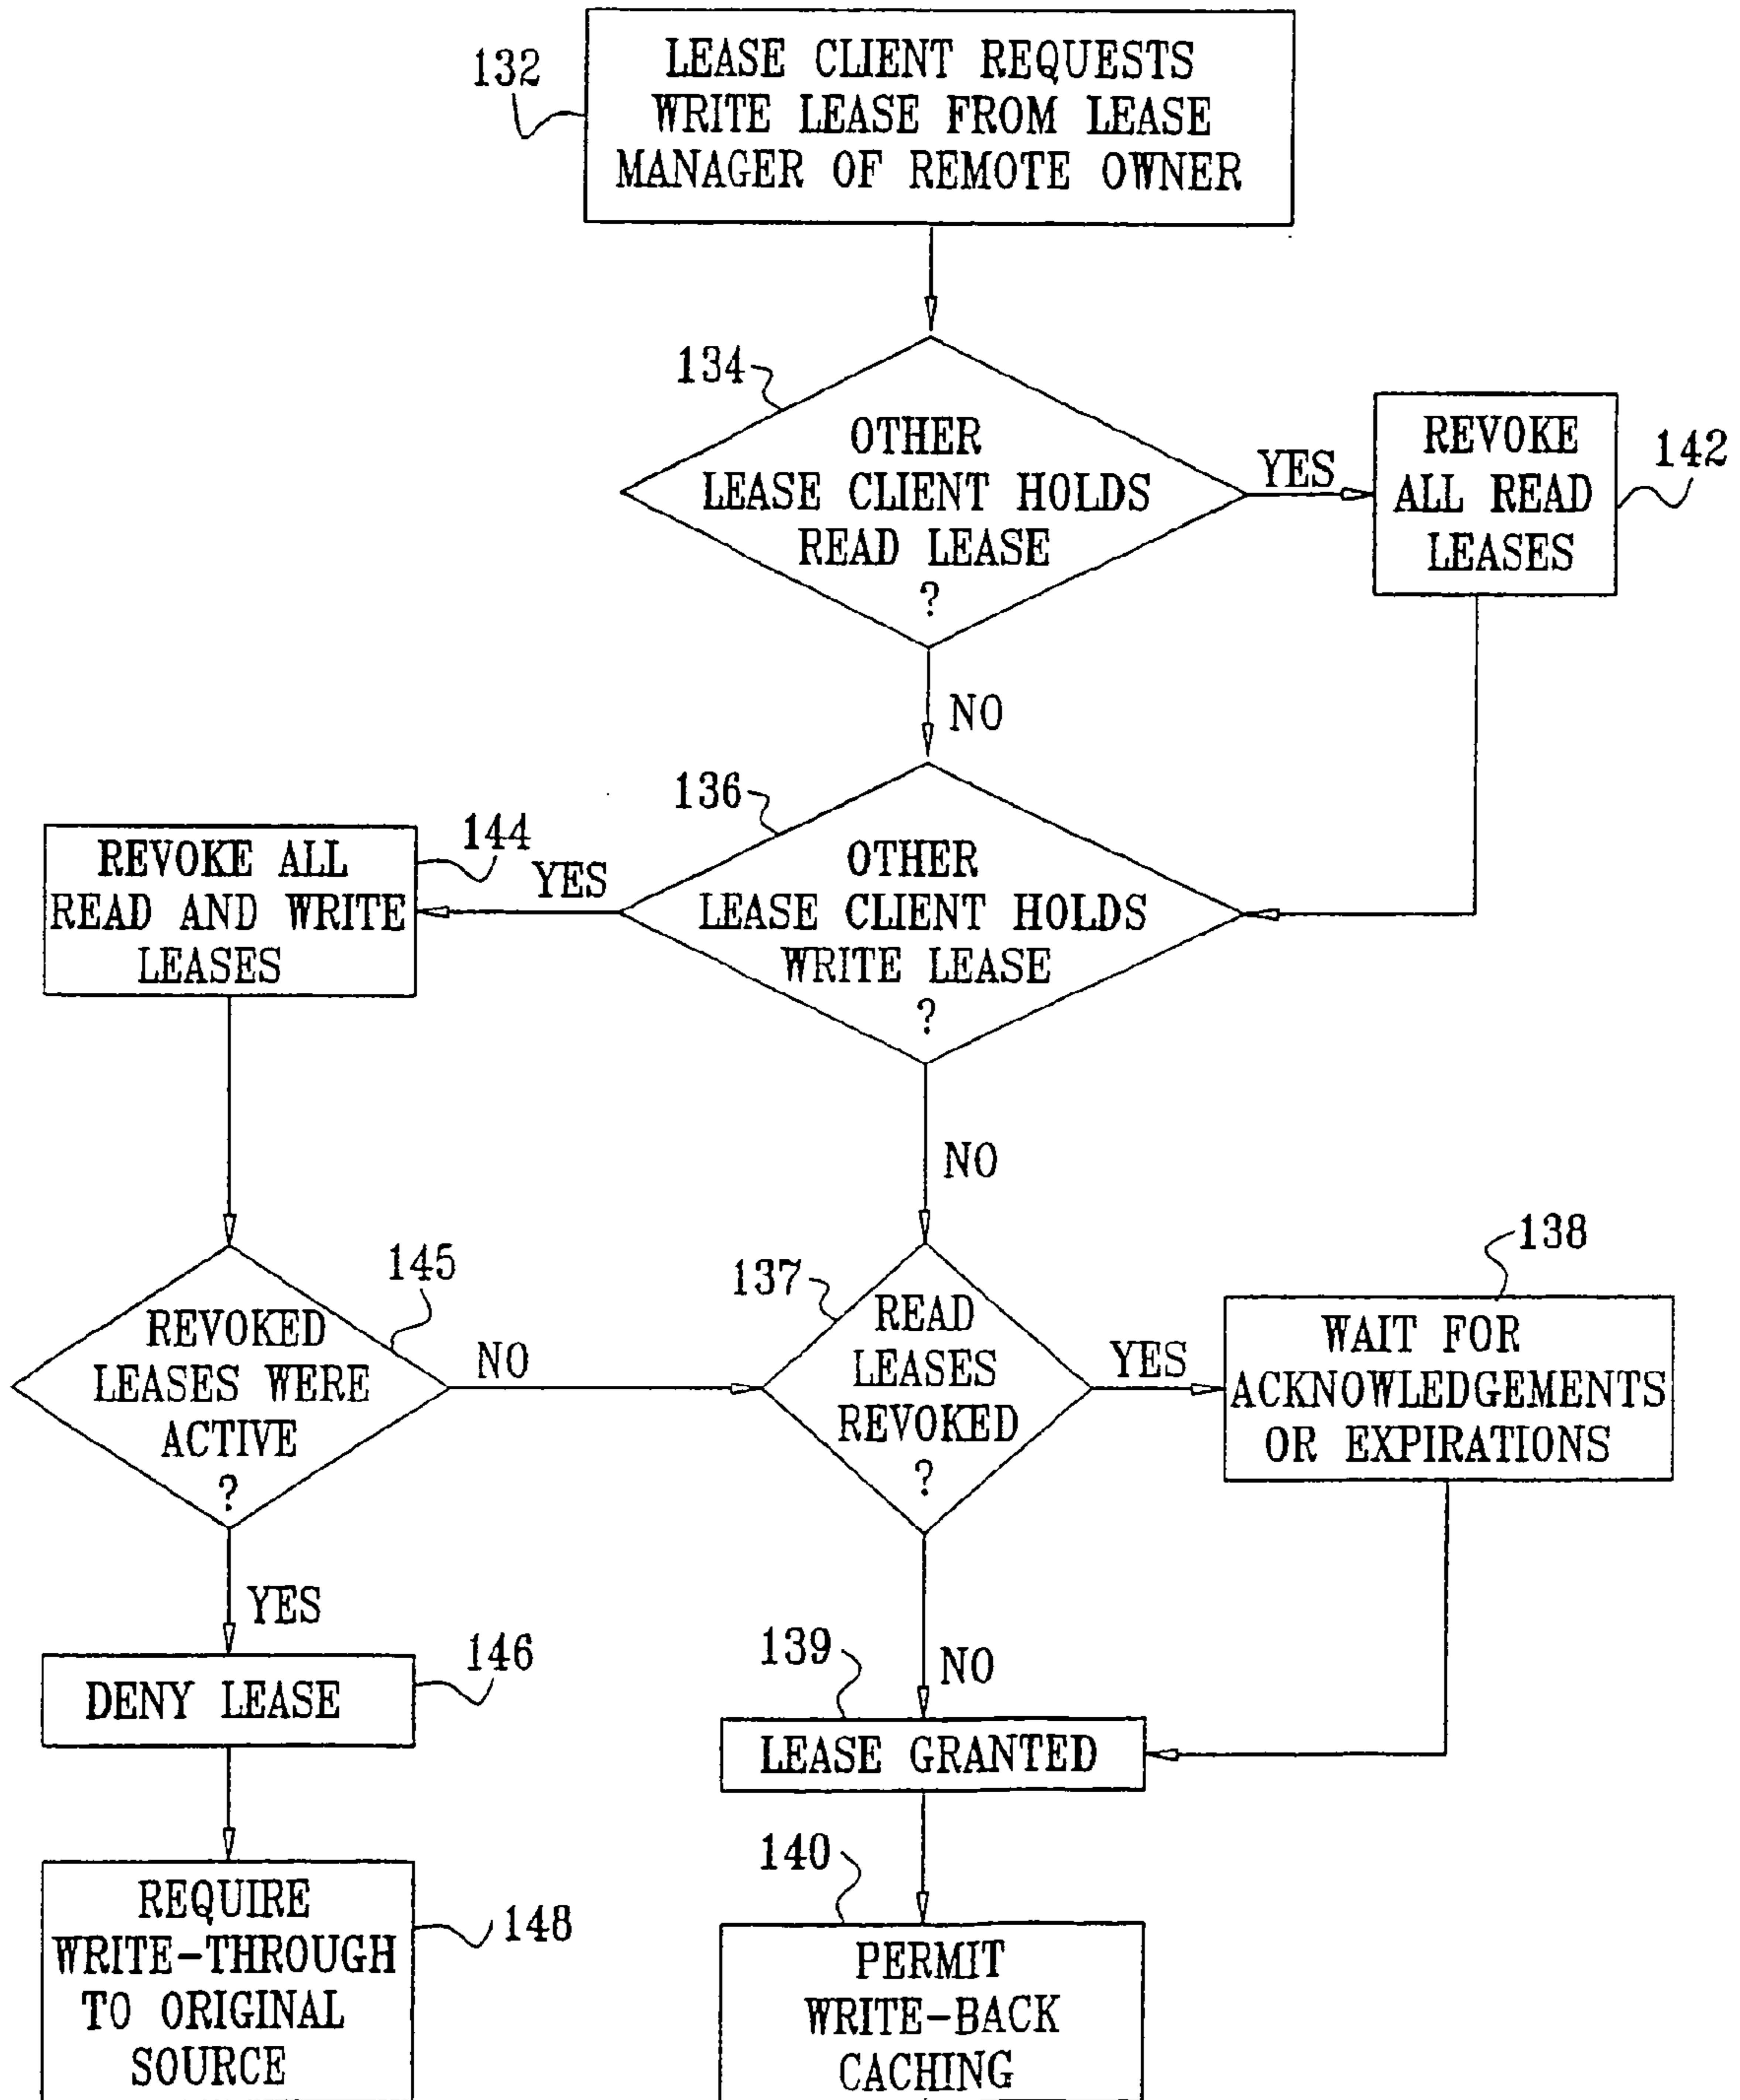 132
LEASE CLIENT REQUESTS
WRITE LEASE FROM LEASE
MANAGER OF REMOTE OWNER
134
OTHER
LEASE CLIENT HOLDS
READ LEASE
?
YES
REVOKE
ALL READ
LEASES
142
NO
136
OTHER
LEASE CLIENT HOLDS
WRITE LEASE
?
YES
144
REVOKE ALL
READ AND WRITE
LEASES
NO
145
REVOKED
LEASES WERE
ACTIVE
?
NO
137
READ
LEASES
REVOKED
?
YES
138
WAIT FOR
ACKNOWLEDGEMENTS
OR EXPIRATIONS
YES
146
DENY LEASE
NO
139
LEASE GRANTED
148
REQUIRE
WRITE-THROUGH
TO ORIGINAL
SOURCE
140
PERMIT
WRITE-BACK
CACHING